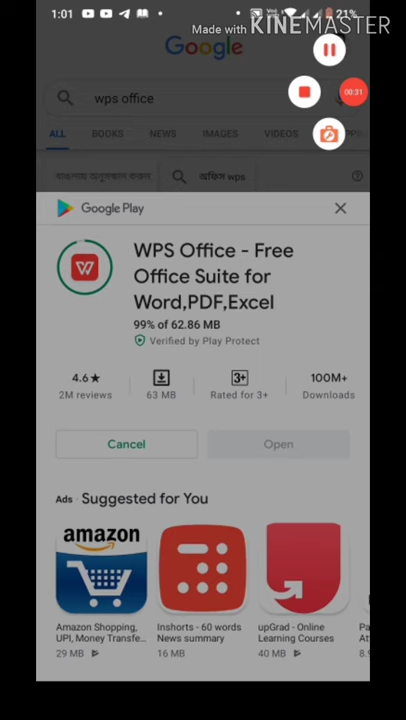 1:01
21%
Made with KINEMASTER
Google
00:31
wps office
ALL BOOKS NEWS IMAGES VIDEOS
বাংলায় অনুসন্ধান করুন অফিস wps
Google Play
WPS Office - Free
Office Suite for
Word,PDF,Excel
99% of 62.86 MB
Verified by Play Protect
4.6★ 3+ 100M+
2M reviews 63 MB Rated for 3+ Downloads
Cancel Open
Ads · Suggested for You
amazon
Amazon Shopping, Inshorts - 60 words upGrad - Online
UPI, Money Transfe... News summary Learning Courses
29 MB 16 MB 40 MB